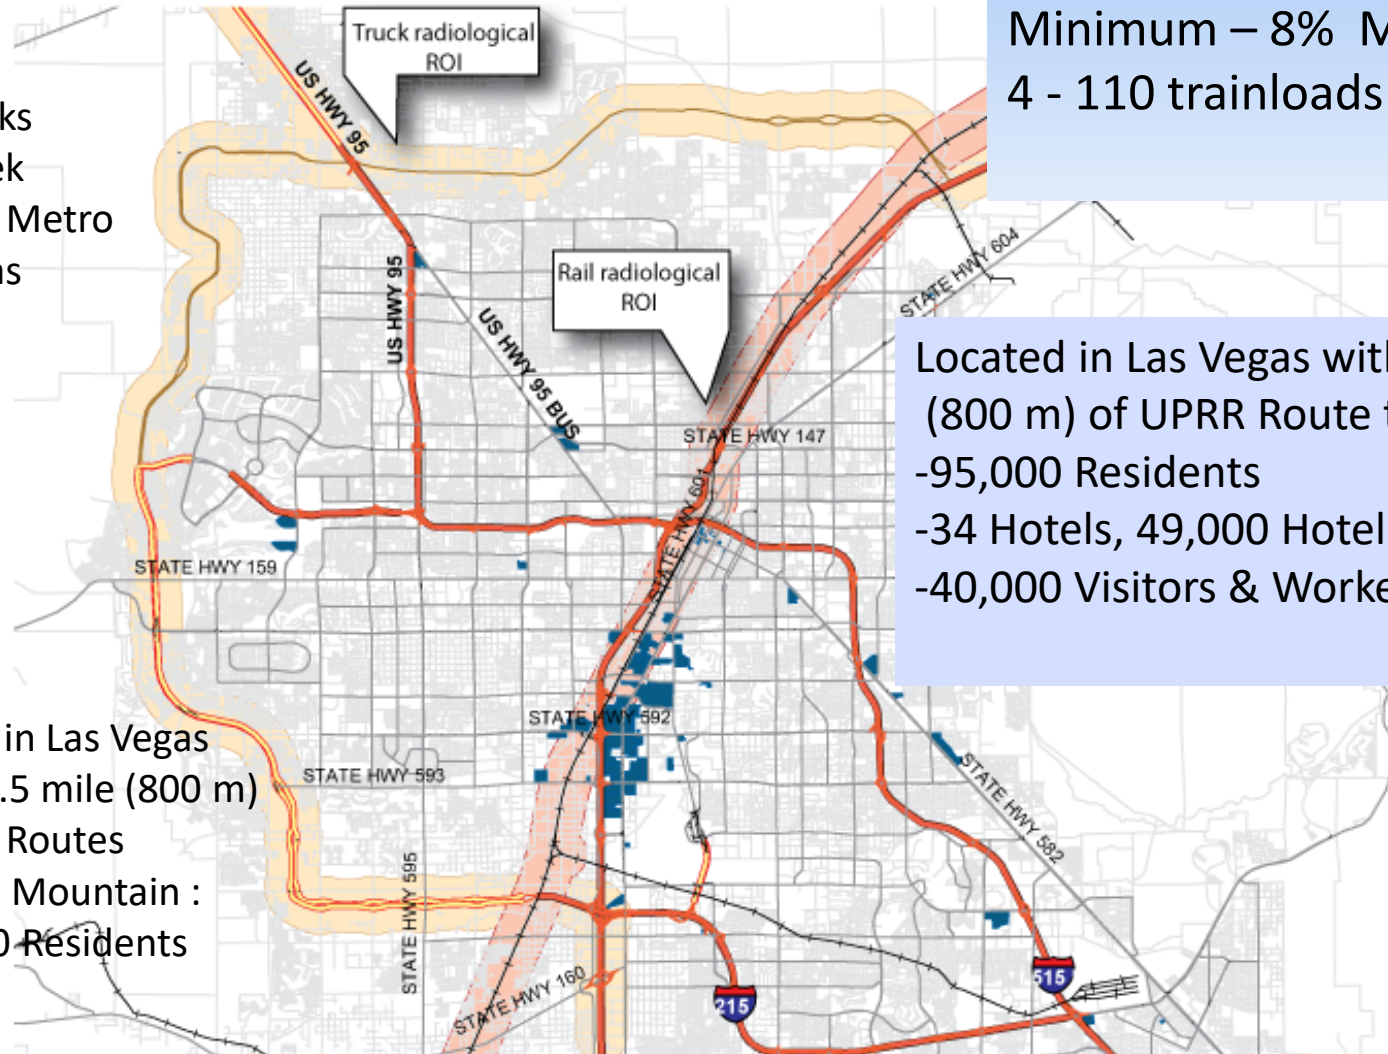 Minimum – 8% M
4 - 110 trainloads
Truck radiological
ROI
US HWY 95
ks
ek
Metro
ns
Rail radiological
ROI
STATE HWY 604
US HWY 95
US HWY 95 BUS
Located in Las Vegas with
(800 m) of UPRR Route t
-95,000 Residents
-34 Hotels, 49,000 Hotel
-40,000 Visitors & Worke
STATE HWY 147
STATE HWY 601
STATE HWY 159
STATE HWY 592
in Las Vegas
.5 mile (800 m)
Routes
Mountain :
0 Residents
STATE HWY 593
STATE HWY 582
STATE HWY 595
STATE HWY 160
215
515